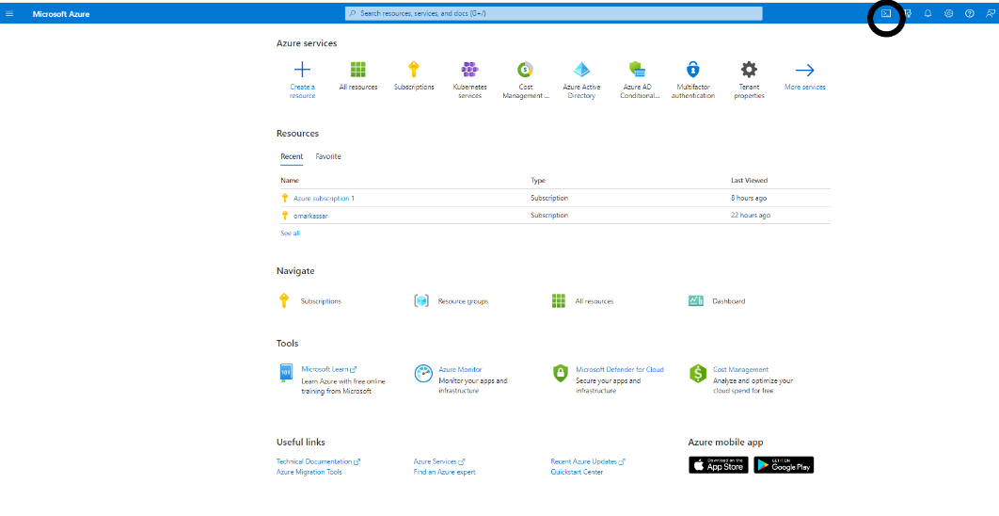 Microsoft Azure
Search resources, services, and docs (G+/)
Azure services
Create a resource
All resources
Subscriptions
Kubernetes services
Cost Management ...
Azure Active Directory
Azure AD Conditional...
Multifactor authentication
Tenant properties
More services
Resources
Recent Favorite
Name Type Last Viewed
Azure subscription 1 Subscription 8 hours ago
omarkassar Subscription 22 hours ago
See all
Navigate
Subscriptions Resource groups All resources Dashboard
Tools
Microsoft Learn
Learn Azure with free online
training from Microsoft
Azure Monitor
Monitor your apps and
infrastructure
Microsoft Defender for Cloud
Secure your apps and
infrastructure
Cost Management
Analyze and optimize your
cloud spend for free
Useful links
Technical Documentation Azure Services Recent Azure Updates
Azure Migration Tools Find an Azure expert Quickstart Center
Azure mobile app
Download on the
App Store
GET IT ON
Google Play
101